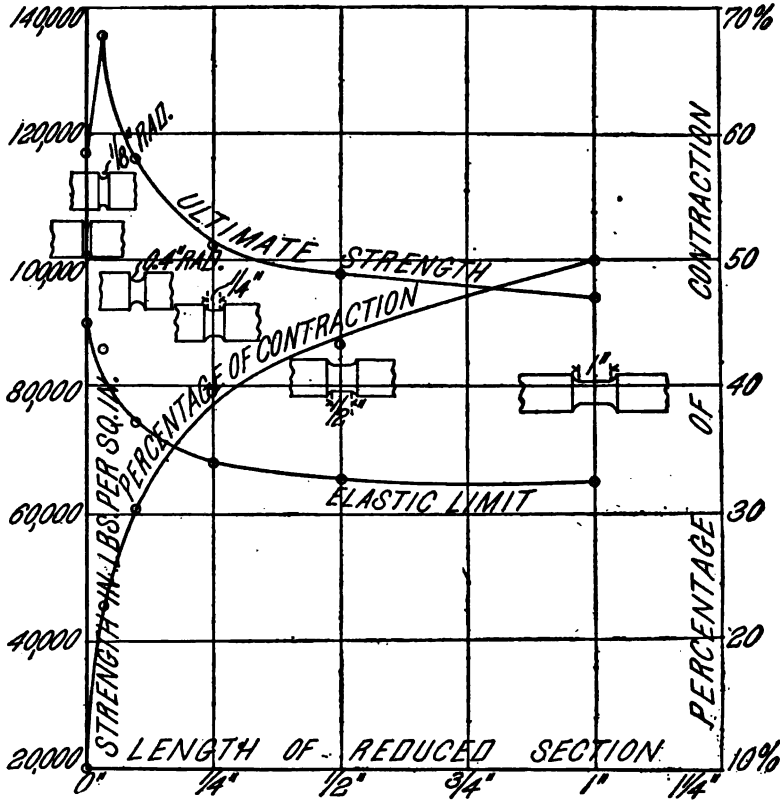 140,000
120,000
100,000
80,000
60,000
40,000
20,000
70%
60
50
40
30
20
10%
0"
1/4"
1/2"
3/4"
1"
1 1/4"
LENGTH OF REDUCED SECTION
STRENGTH IN LBS. PER SQ. IN.
PERCENTAGE OF CONTRACTION
1/8" RAD.
ULTIMATE STRENGTH
0.4" RAD.
1/4"
PERCENTAGE OF CONTRACTION
1/2"
1"
ELASTIC LIMIT